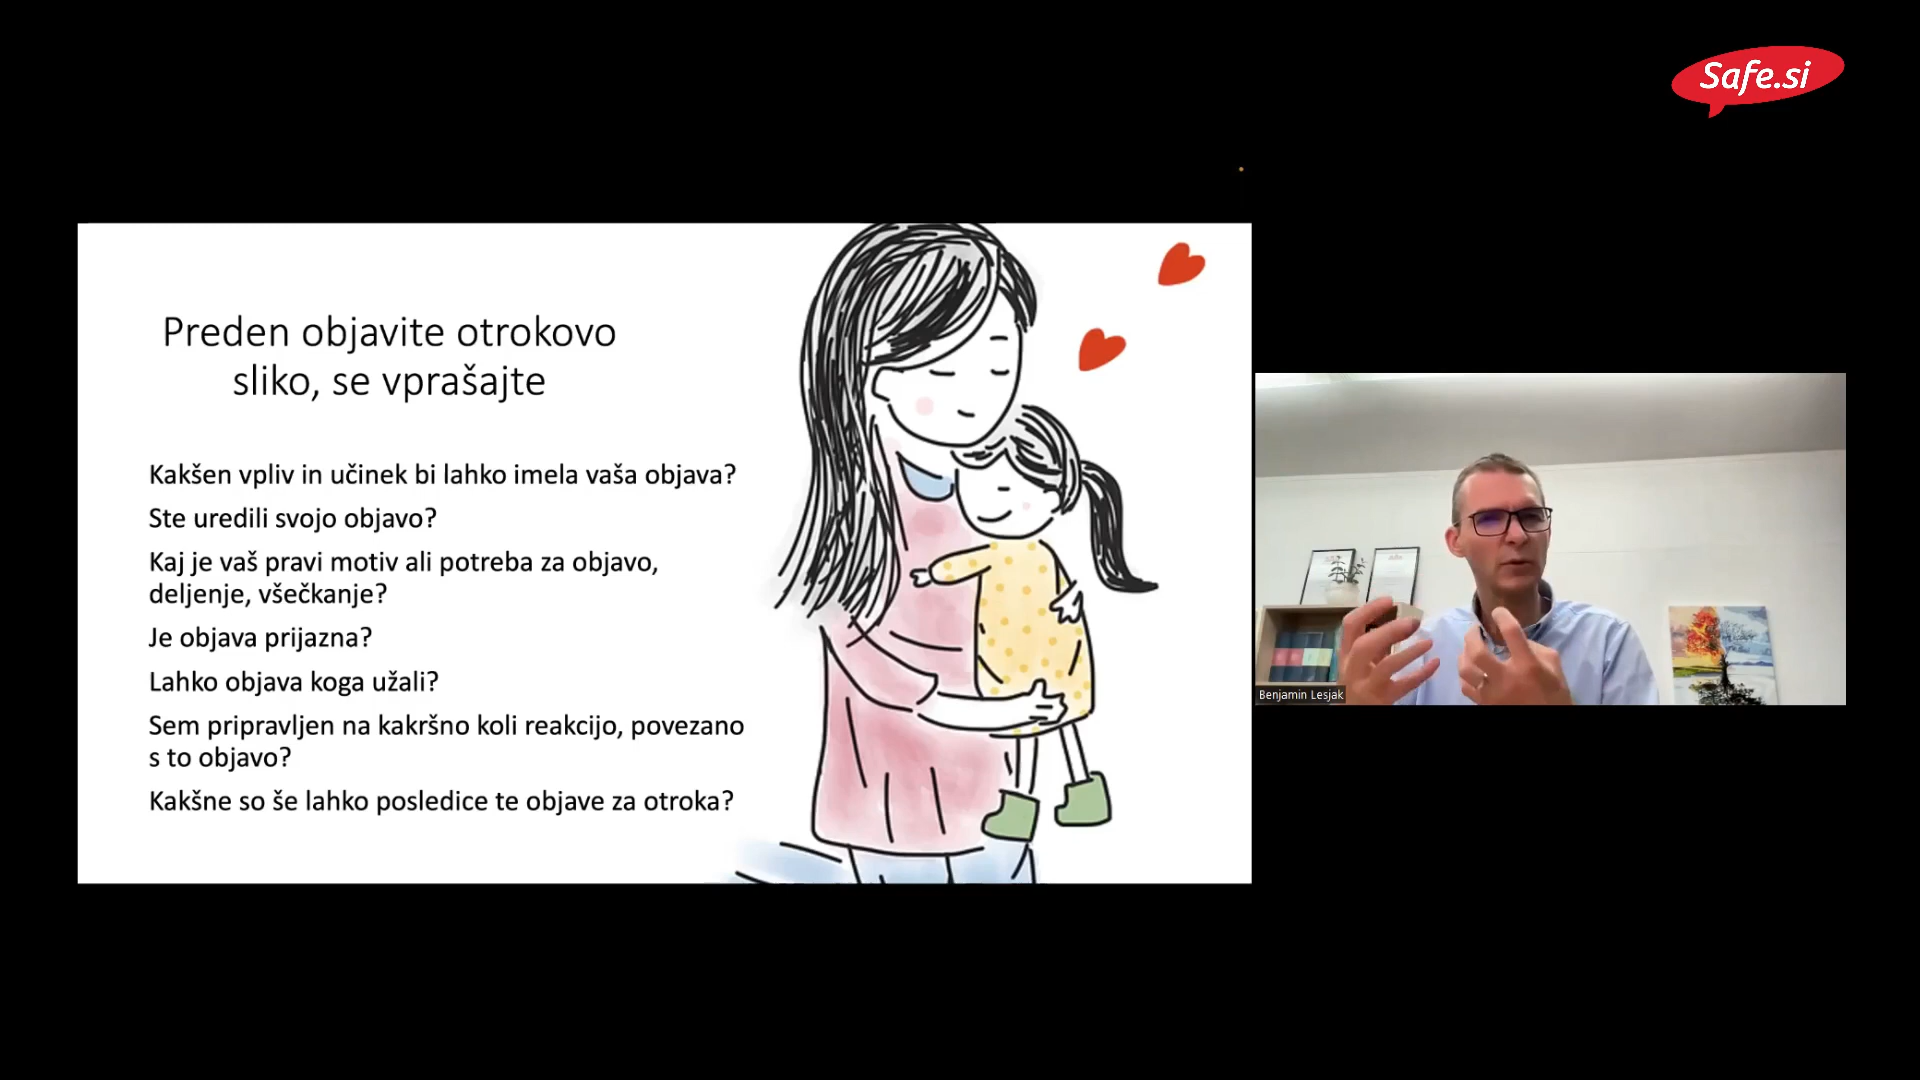 Safe.si
Preden objavite otrokovo
sliko, se vprašajte
Kakšen vpliv in učinek bi lahko imela vaša objava?
Ste uredili svojo objavo?
Kaj je vaš pravi motiv ali potreba za objavo,
deljenje, všečkanje?
Je objava prijazna?
Lahko objava koga užali?
Sem pripravljen na kakršno koli reakcijo, povezano
s to objavo?
Kakšne so še lahko posledice te objave za otroka?
Benjamin Lesjak